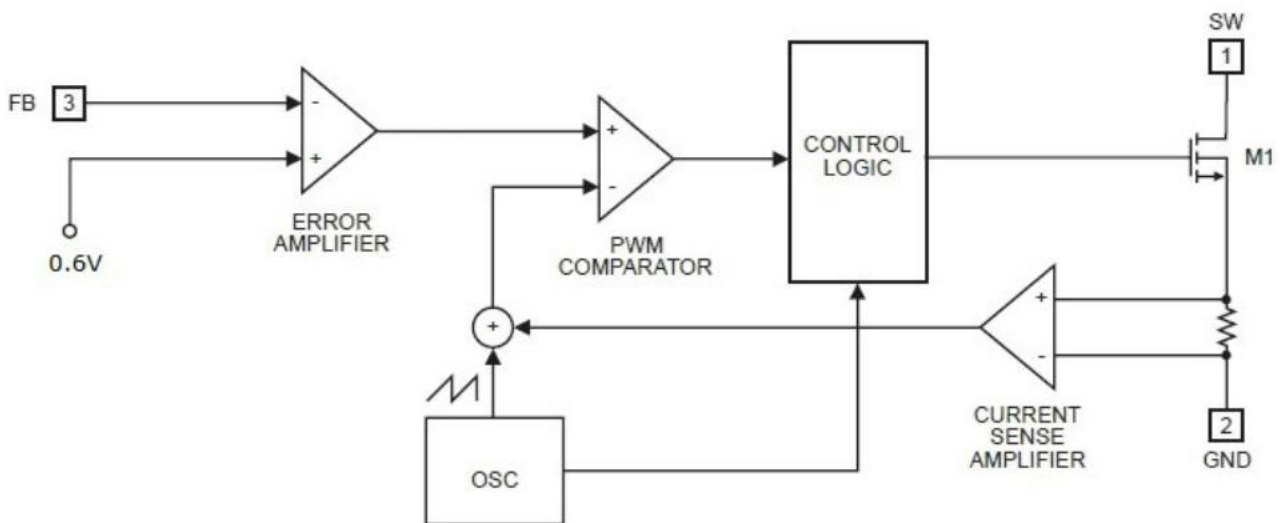 SW
1
FB 3
-
+
ERROR
AMPLIFIER
0.6V
+
-
PWM
COMPARATOR
CONTROL
LOGIC
M1
+
OSC
+
-
CURRENT
SENSE
AMPLIFIER
2
GND